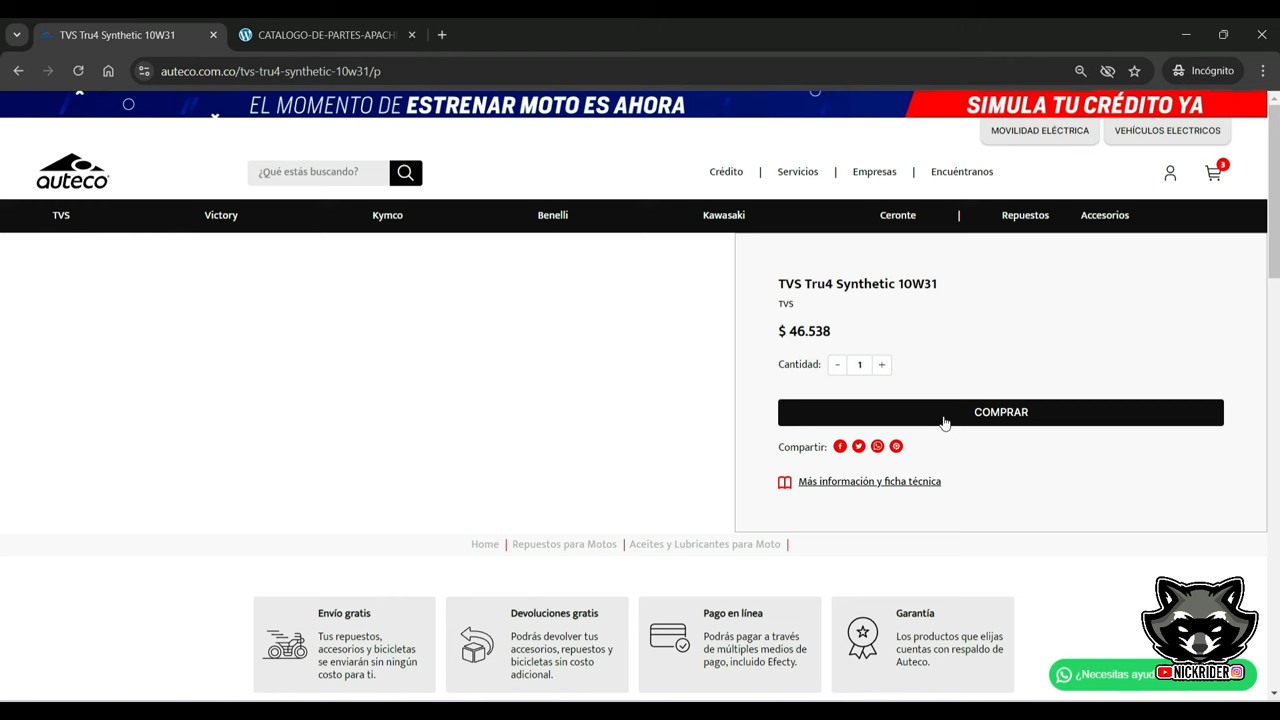 TVS Tru4 Synthetic 10W31
CATALOGO-DE-PARTES-APACH
auteco.com.co/tvs-tru4-synthetic-10w31/p
Incógnito
EL MOMENTO DE ESTRENAR MOTO ES AHORA
SIMULA TU CRÉDITO YA
MOVILIDAD ELÉCTRICA
VEHÍCULOS ELECTRICOS
auteco
¿Qué estás buscando?
Crédito | Servicios | Empresas | Encuéntranos
3
TVS Victory Kymco Benelli Kawasaki Ceronte | Repuestos Accesorios
TVS Tru4 Synthetic 10W31
TVS
$ 46.538
Cantidad: - 1 +
COMPRAR
Compartir:
Más información y ficha técnica
Home | Repuestos para Motos | Aceites y Lubricantes para Moto |
Envío gratis
Tus repuestos,
accesorios y bicicletas
se enviarán sin ningún
costo para ti.
Devoluciones gratis
Podrás devolver tus
accesorios, repuestos y
bicicletas sin costo
adicional.
Pago en línea
Podrás pagar a través
de múltiples medios de
pago, incluido Efecty.
Garantía
Los productos que elijas
cuentas con respaldo de
Auteco.
¿Necesitas ayud
NICKRIDER